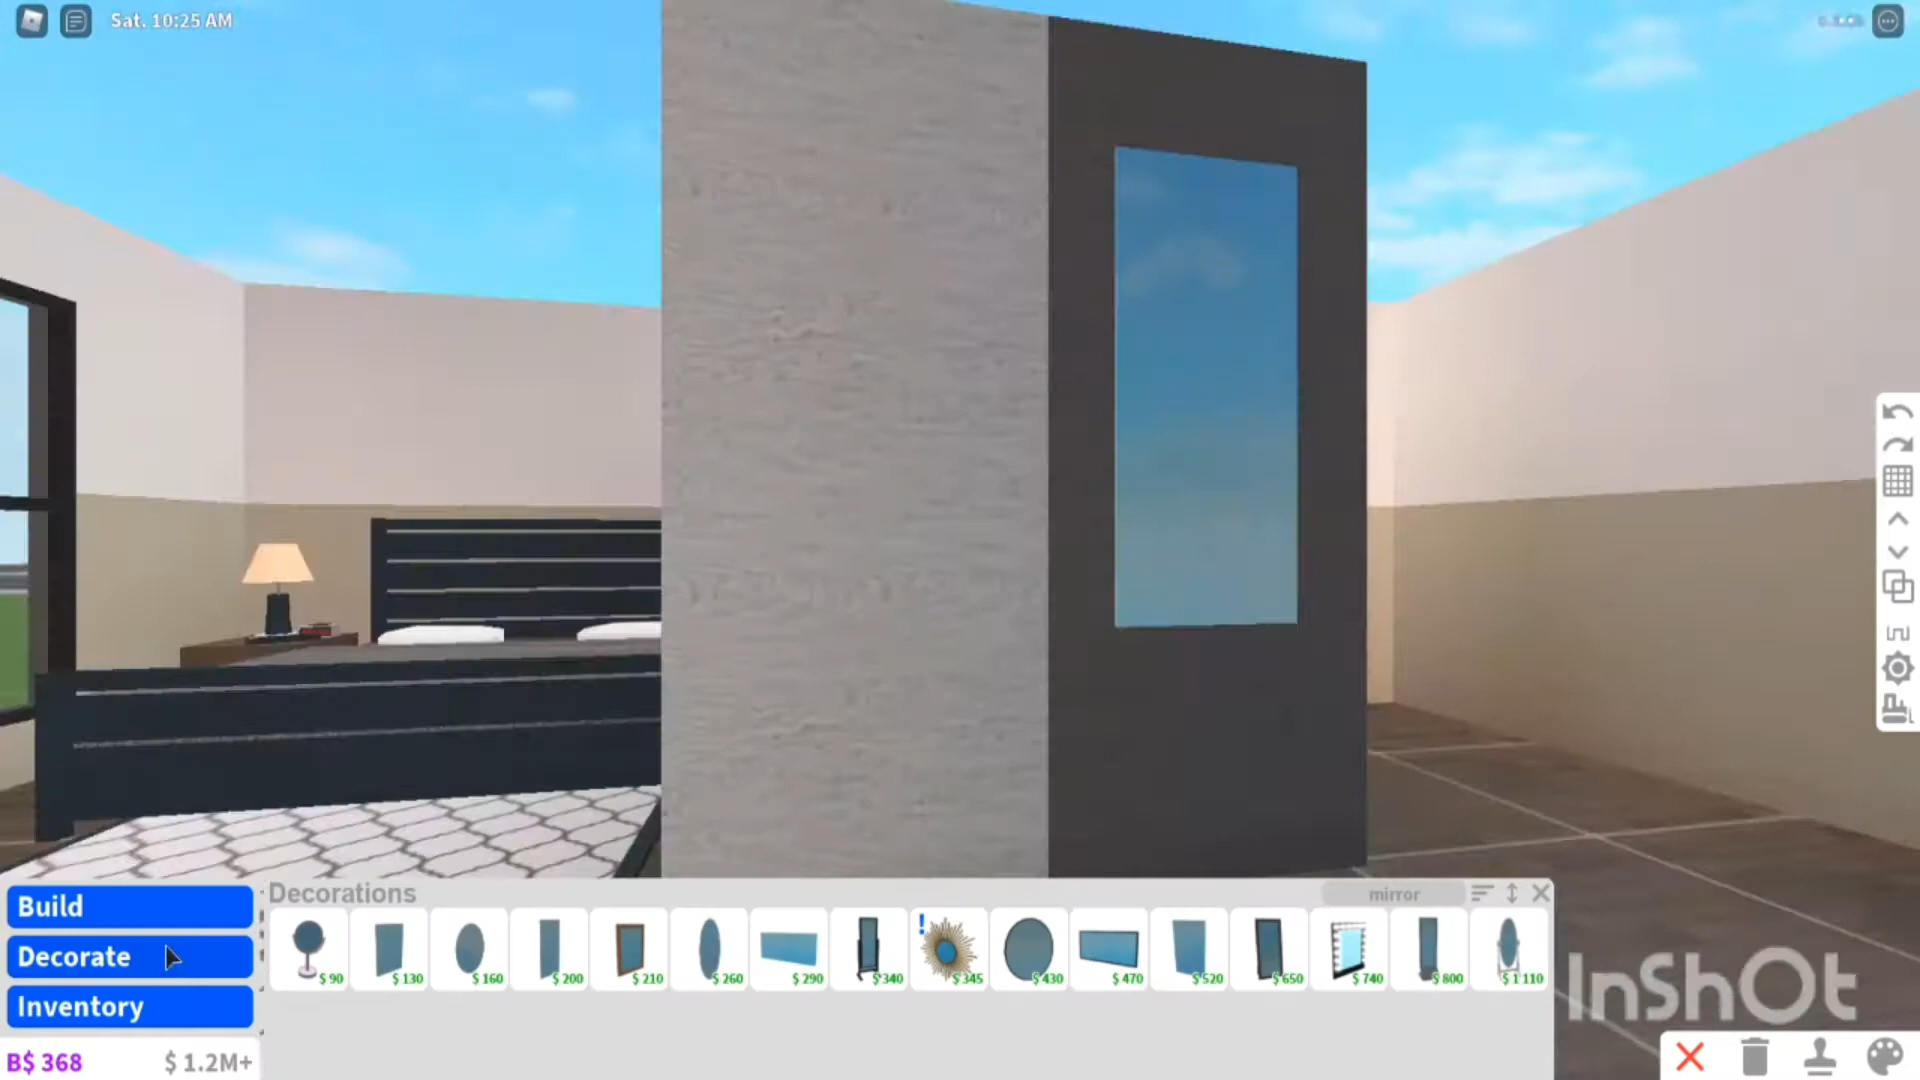 Sat. 10:25 AM
Decorations
mirror
Build
Decorate
Inventory
$ 90
$ 130
$ 160
$ 200
$ 210
$ 260
$ 290
$ 340
!
$ 345
$ 430
$ 470
$ 520
$ 650
$ 740
$ 800
$ 1 110
B$ 368
$ 1.2M+
InShOt